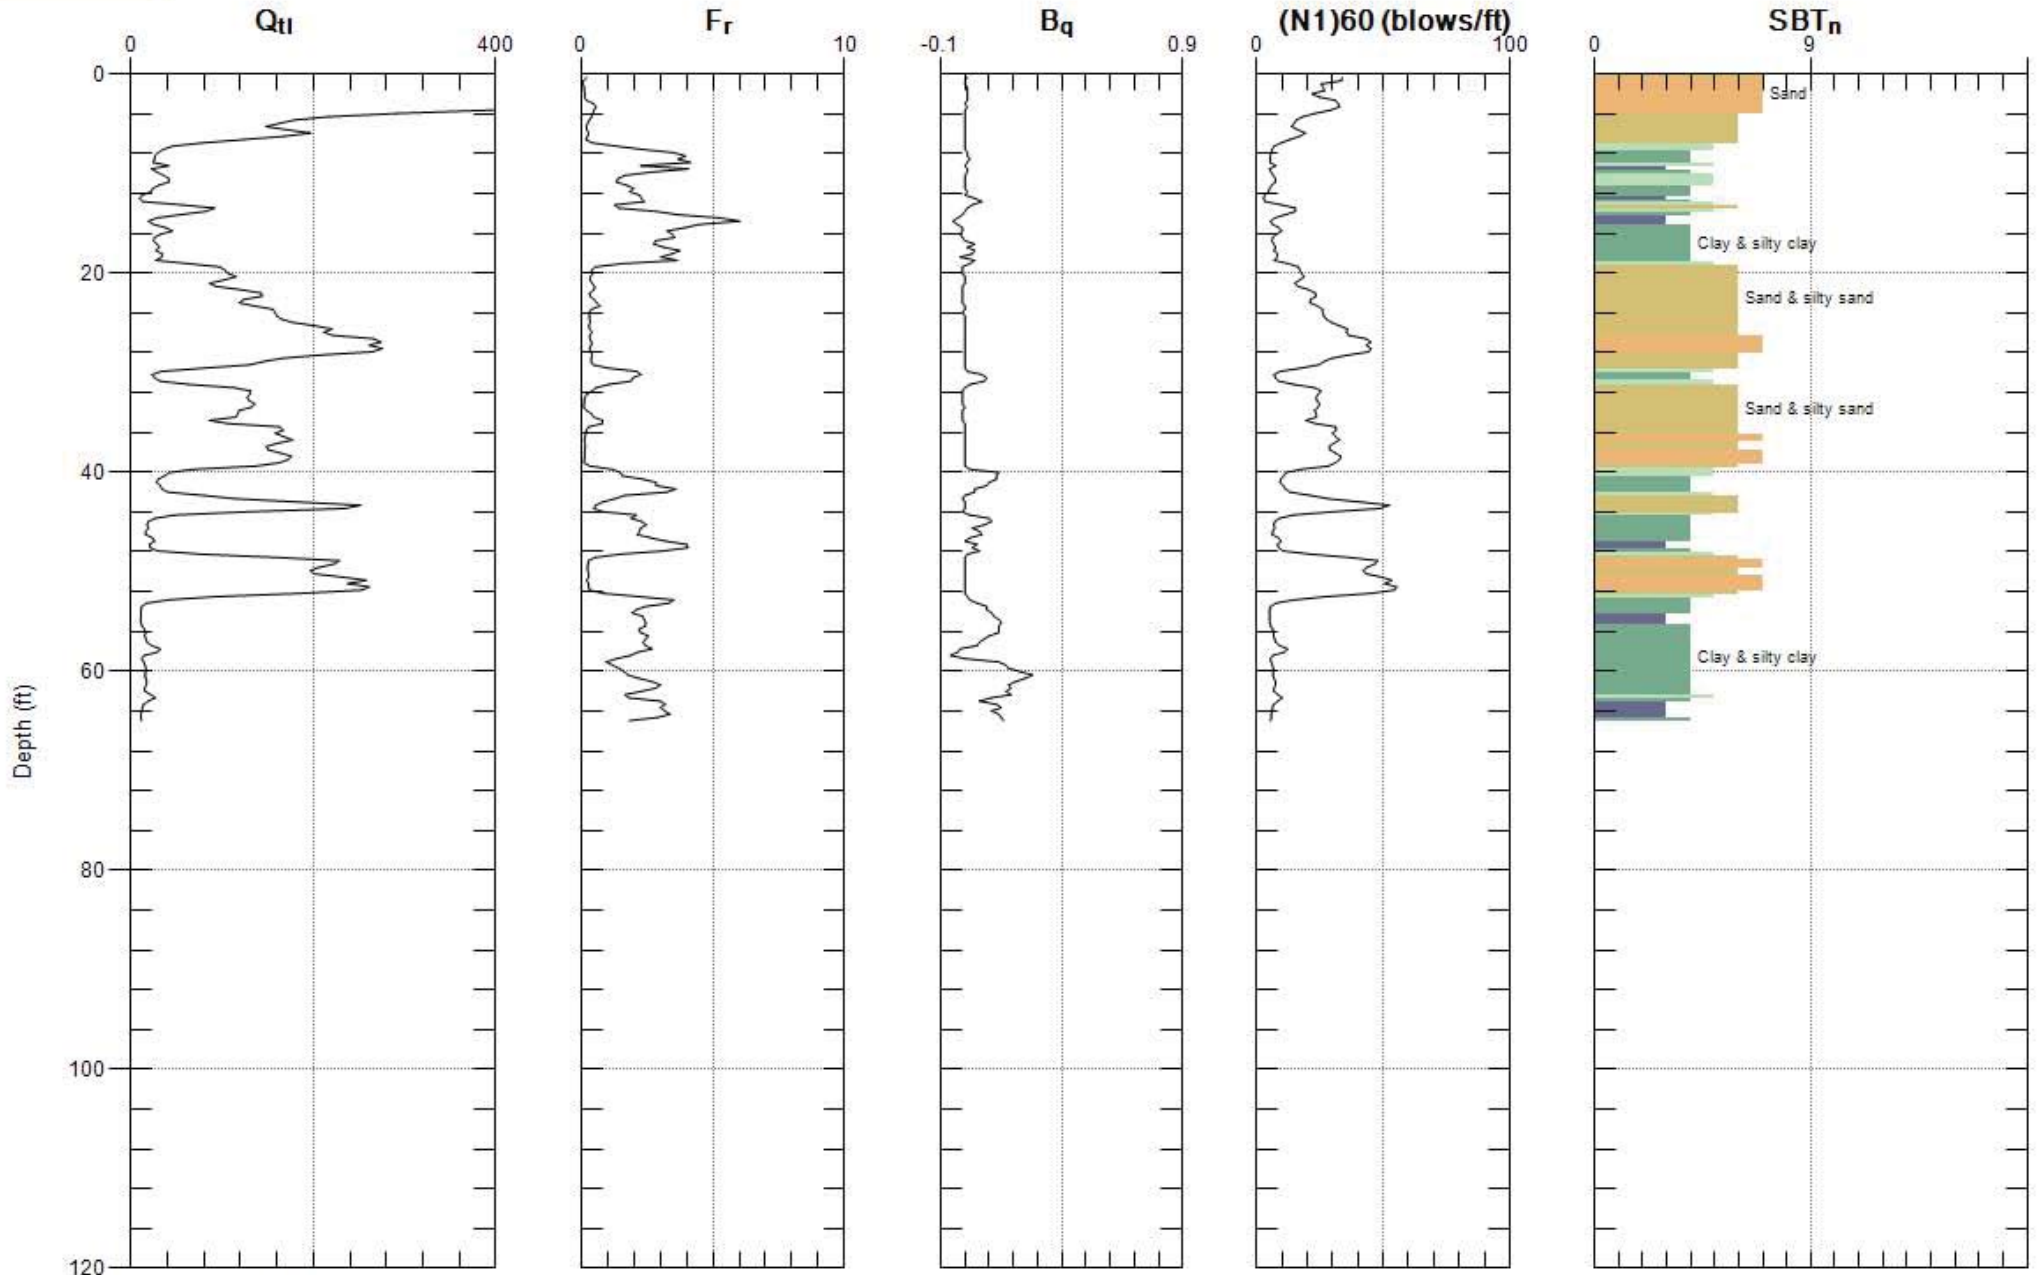 Qtl Fr Bq (N1)60 (blows/ft) SBTn
0 400 0 10 -0.1 0.9 0 100 0 9
0
Sand
Clay & silty clay
20
Sand & silty sand
Sand & silty sand
40
Clay & silty clay
60
Depth (ft)
80
100
120